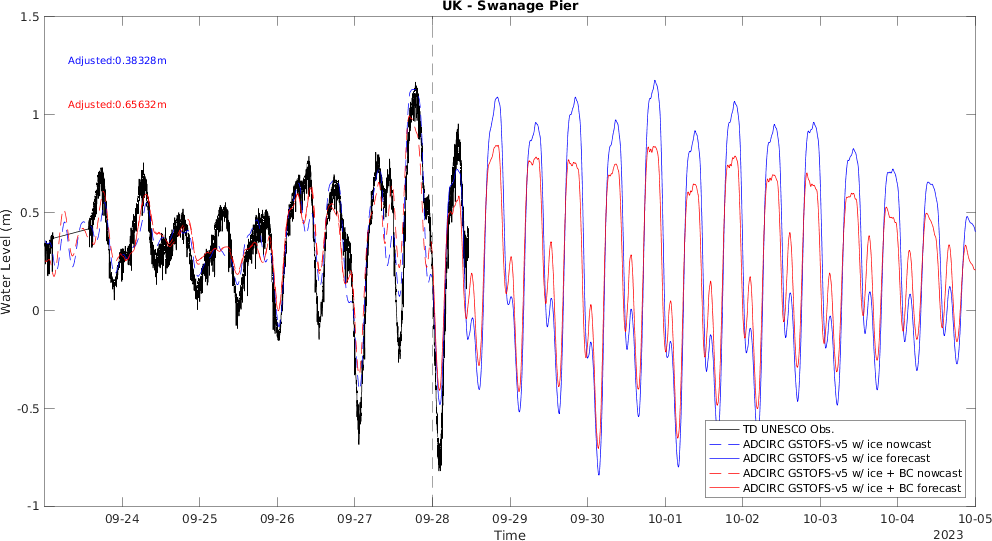 UK - Swanage Pier
1.5
1
0.5
0
-0.5
-1
Water Level (m)
Adjusted:0.38328m
Adjusted:0.65632m
TD UNESCO Obs.
ADCIRC GSTOFS-v5 w/ ice nowcast
ADCIRC GSTOFS-v5 w/ ice forecast
ADCIRC GSTOFS-v5 w/ ice + BC nowcast
ADCIRC GSTOFS-v5 w/ ice + BC forecast
09-24 09-25 09-26 09-27 09-28 09-29 09-30 10-01 10-02 10-03 10-04 10-05
Time
2023